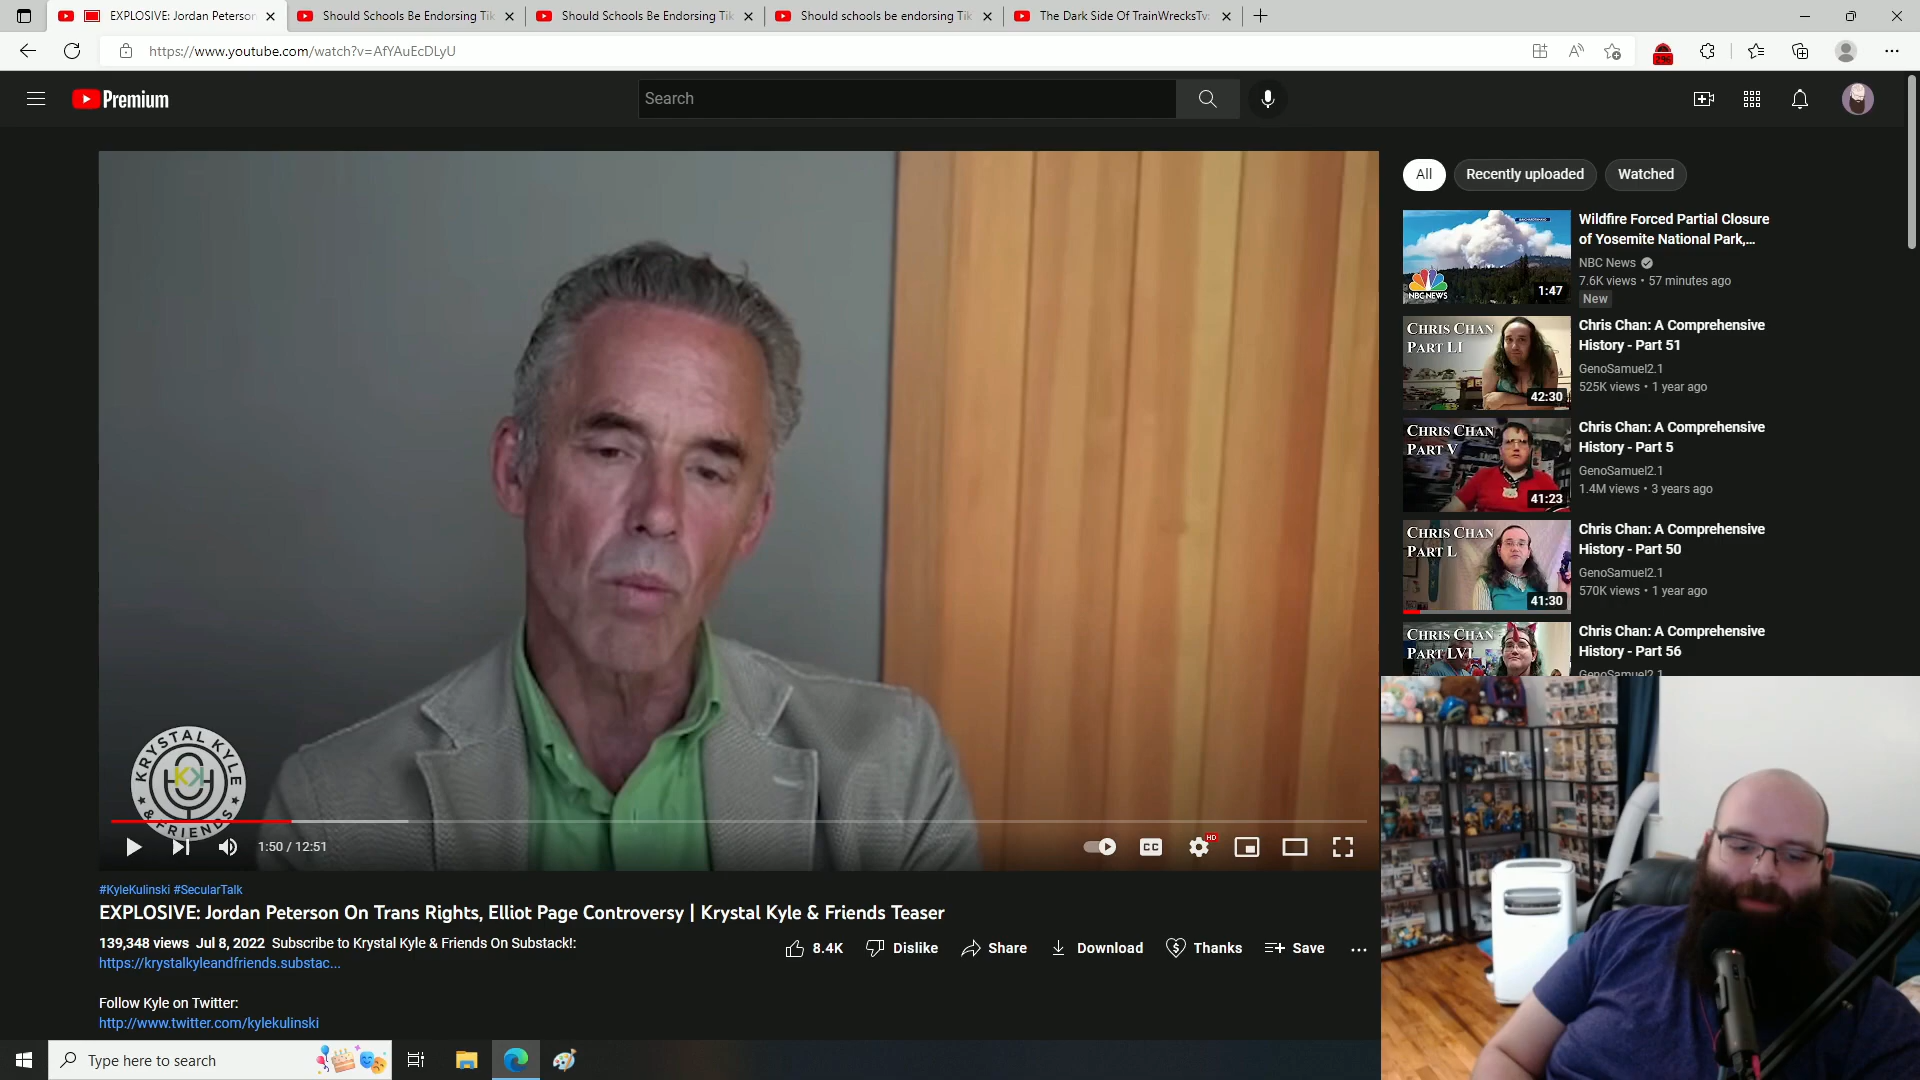 EXPLOSIVE: Jordan Peterson
Should Schools Be Endorsing Tik
Should Schools Be Endorsing Tik
Should schools be endorsing Tik
The Dark Side Of TrainWrecksTv:
https://www.youtube.com/watch?v=AfYAuEcDLyU
296
Premium
Search
All
Recently uploaded
Watched
Wildfire Forced Partial Closure
of Yosemite National Park,...
NBC News
7.6K views • 57 minutes ago
New
NBC NEWS
1:47
CHRIS CHAN
PART LI
42:30
Chris Chan: A Comprehensive
History - Part 51
GenoSamuel2.1
525K views • 1 year ago
CHRIS CHAN
PART V
41:23
Chris Chan: A Comprehensive
History - Part 5
GenoSamuel2.1
1.4M views • 3 years ago
CHRIS CHAN
PART L
41:30
Chris Chan: A Comprehensive
History - Part 50
GenoSamuel2.1
570K views • 1 year ago
CHRIS CHAN
PART LVI
Chris Chan: A Comprehensive
History - Part 56
GenoSamuel2.1
KRYSTAL KYLE
KK
& FRIENDS
1:50 / 12:51
CC
HD
#KyleKulinski #SecularTalk
EXPLOSIVE: Jordan Peterson On Trans Rights, Elliot Page Controversy | Krystal Kyle & Friends Teaser
139,348 views Jul 8, 2022 Subscribe to Krystal Kyle & Friends On Substack!:
https://krystalkyleandfriends.substac...
8.4K
Dislike
Share
Download
Thanks
Save
Follow Kyle on Twitter:
http://www.twitter.com/kylekulinski
Type here to search